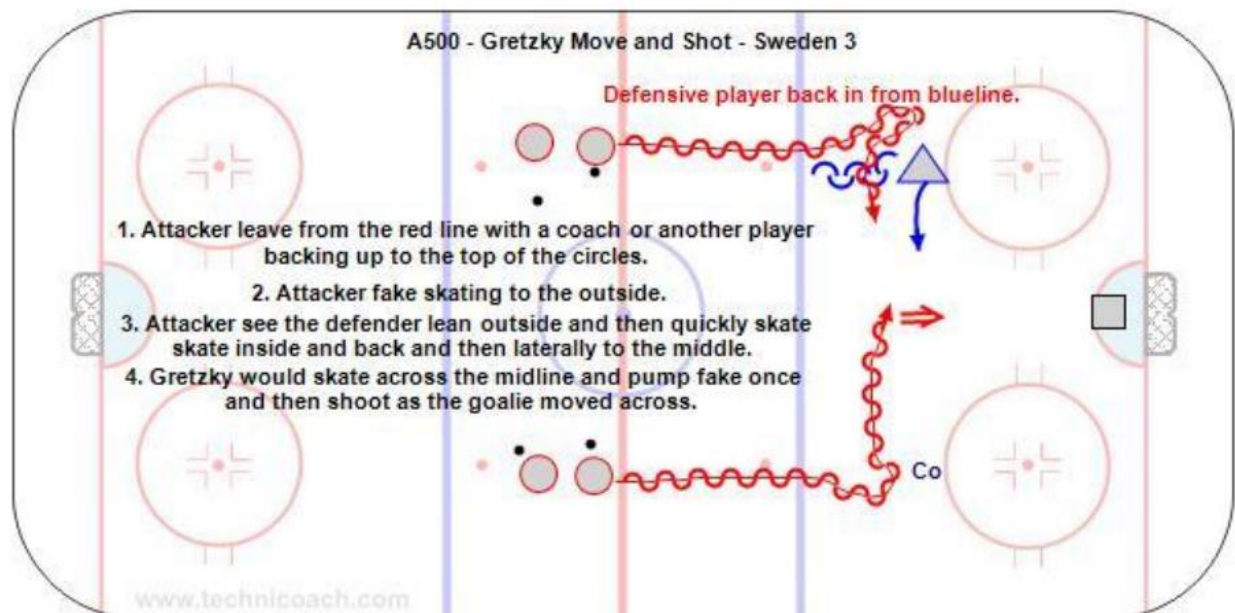 A500 - Gretzky Move and Shot - Sweden 3
Defensive player back in from blueline.
1. Attacker leave from the red line with a coach or another player
backing up to the top of the circles.
2. Attacker fake skating to the outside.
3. Attacker see the defender lean outside and then quickly skate
skate inside and back and then laterally to the middle.
4. Gretzky would skate across the midline and pump fake once
and then shoot as the goalie moved across.
Co
www.technicoach.com